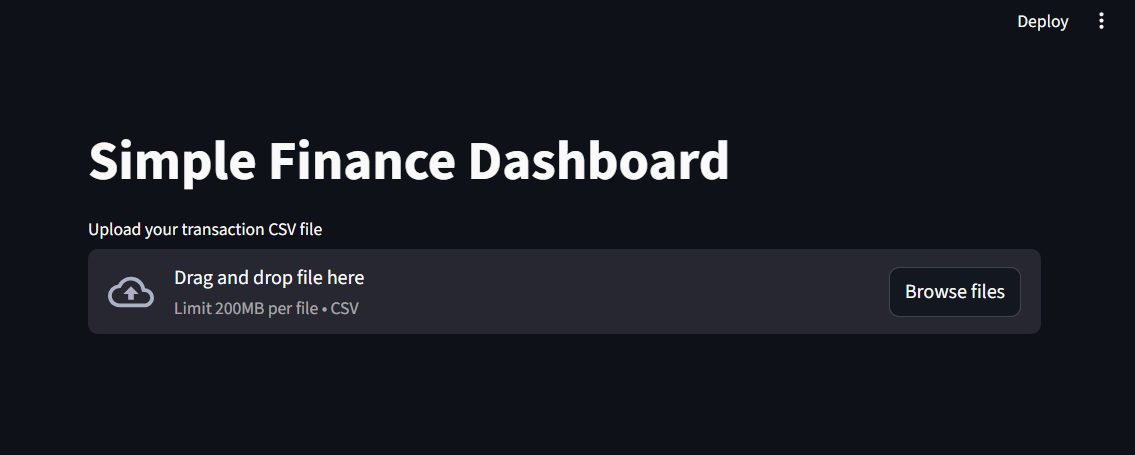 Deploy
Simple Finance Dashboard
Upload your transaction CSV file
Drag and drop file here
Limit 200MB per file • CSV
Browse files